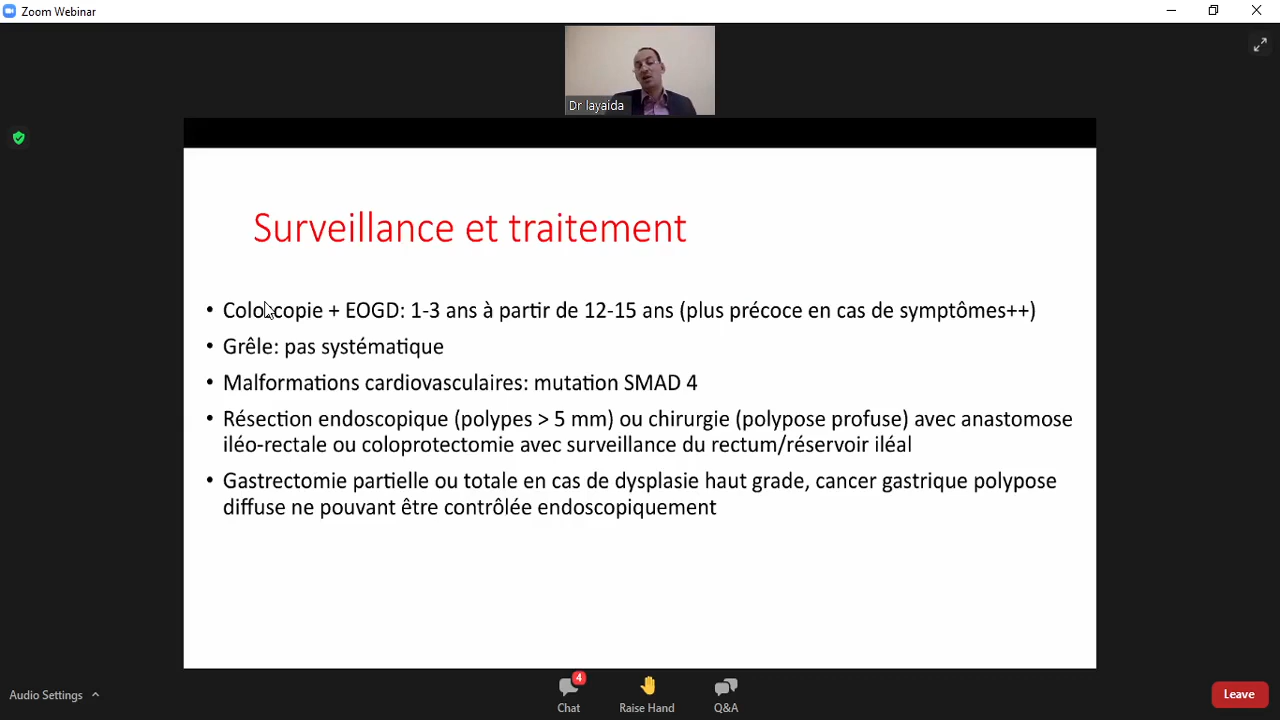 Zoom Webinar
Dr layaida
Surveillance et traitement
• Coloscopie + EOGD: 1-3 ans à partir de 12-15 ans (plus précoce en cas de symptômes++)
• Grêle: pas systématique
• Malformations cardiovasculaires: mutation SMAD 4
• Résection endoscopique (polypes > 5 mm) ou chirurgie (polypose profuse) avec anastomose
iléo-rectale ou coloprotectomie avec surveillance du rectum/réservoir iléal
• Gastrectomie partielle ou totale en cas de dysplasie haut grade, cancer gastrique polypose
diffuse ne pouvant être contrôlée endoscopiquement
Audio Settings
4
Chat
Raise Hand
Q&A
Leave